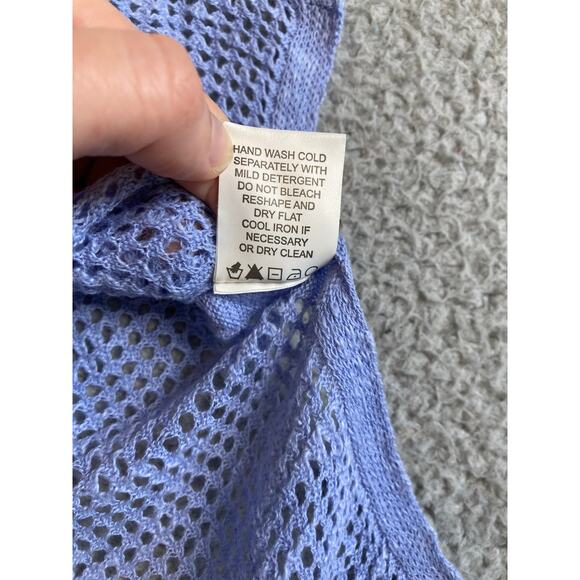 HAND WASH COLD
SEPARATELY WITH
MILD DETERGENT
DO NOT BLEACH
RESHAPE AND
DRY FLAT
COOL IRON IF
NECESSARY
OR DRY CLEAN